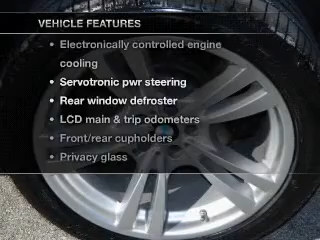 VEHICLE FEATURES
• Electronically controlled engine
cooling
• Servotronic pwr steering
• Rear window defroster
• LCD main & trip odometers
• Front/rear cupholders
• Privacy glass